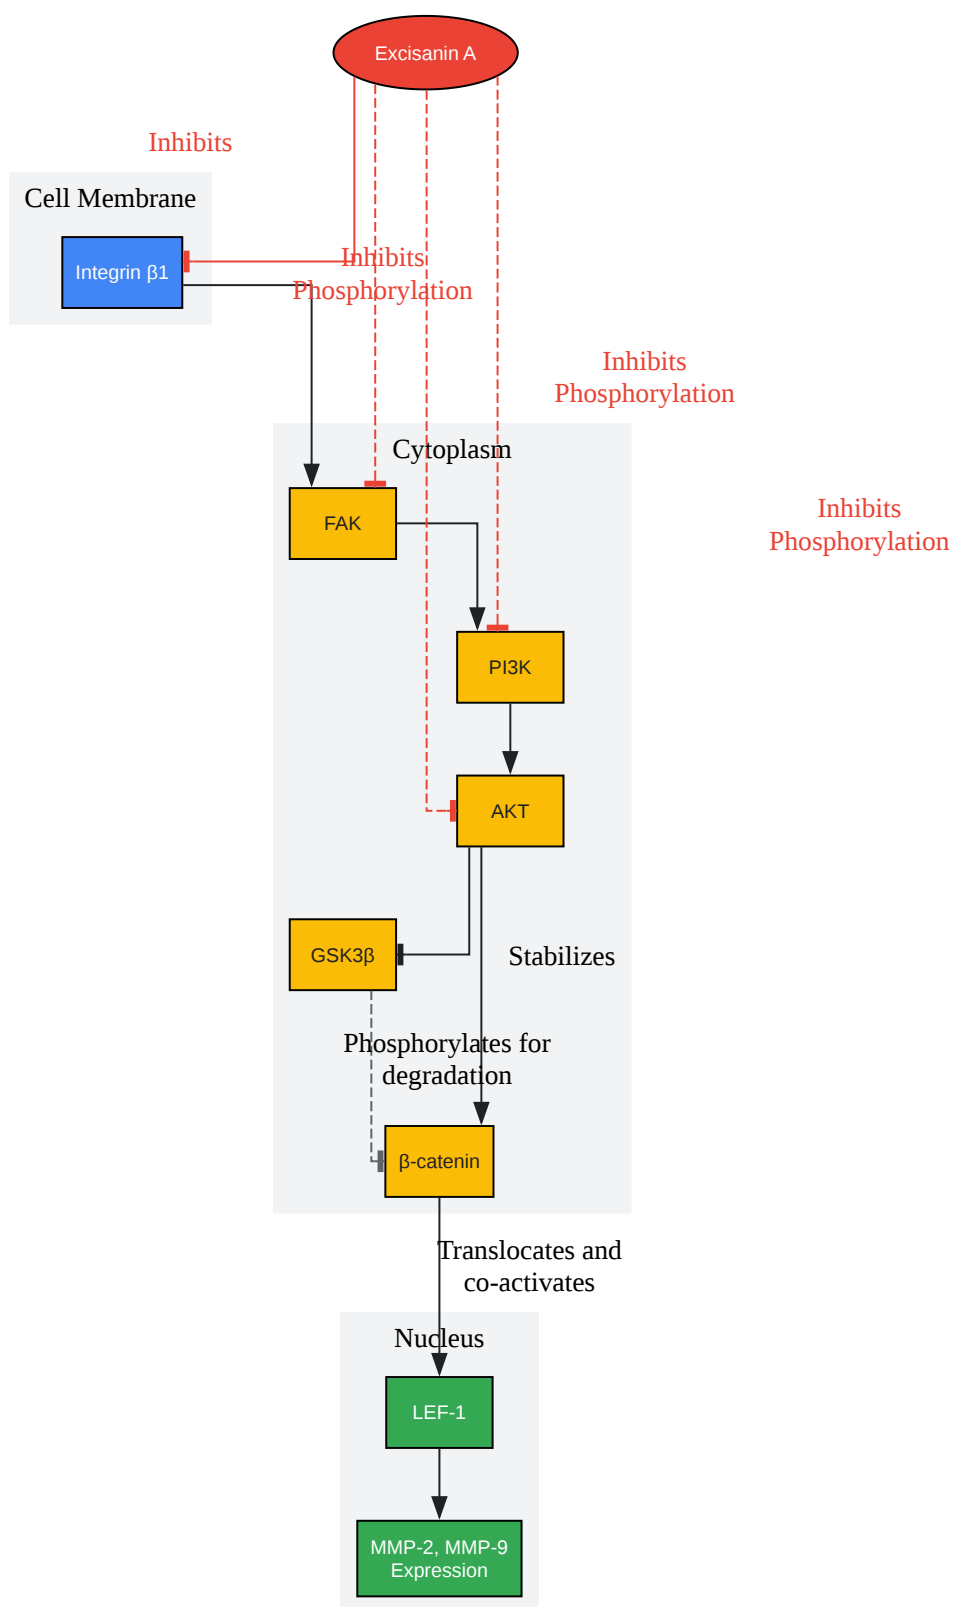 Excisanin A
Inhibits
Cell Membrane
Integrin β1
Inhibits
Phosphorylation
Inhibits
Phosphorylation
Cytoplasm
Inhibits
Phosphorylation
FAK
PI3K
AKT
GSK3β
Stabilizes
Phosphorylates for
degradation
β-catenin
Translocates and
co-activates
Nucleus
LEF-1
MMP-2, MMP-9
Expression